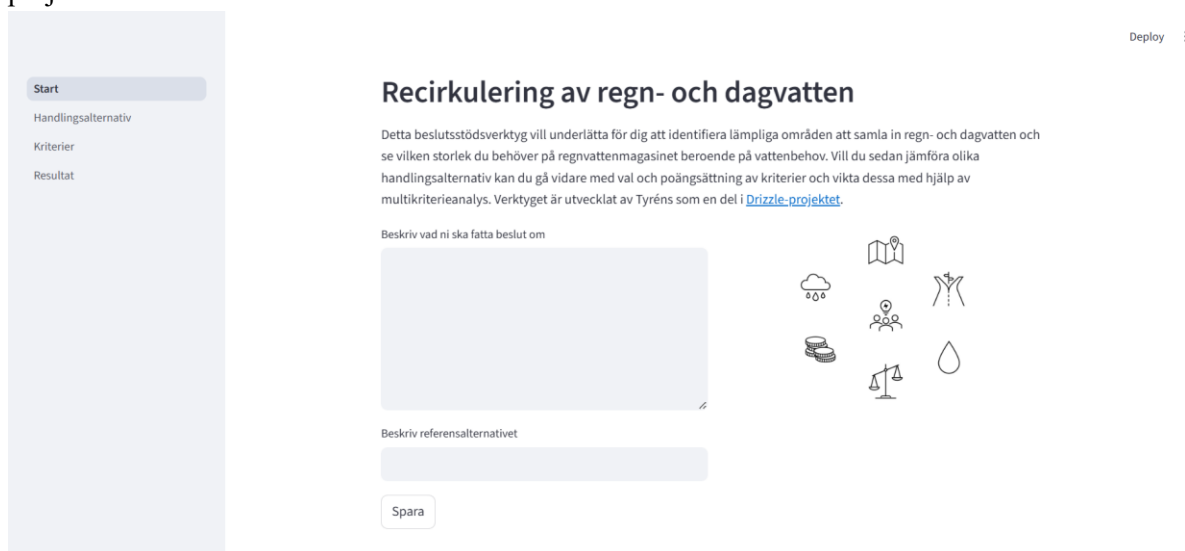 Deploy
Start
Handlingsalternativ
Kriterier
Resultat
Recirkulering av regn- och dagvatten
Detta beslutsstödsverktyg vill underlätta för dig att identifiera lämpliga områden att samla in regn- och dagvatten och
se vilken storlek du behöver på regnvattenmagasinet beroende på vattenbehov. Vill du sedan jämföra olika
handlingsalternativ kan du gå vidare med val och poängsättning av kriterier och vikta dessa med hjälp av
multikriterieanalys. Verktyget är utvecklat av Tyréns som en del i Drizzle-projektet.
Beskriv vad ni ska fatta beslut om
Beskriv referensalternativet
Spara